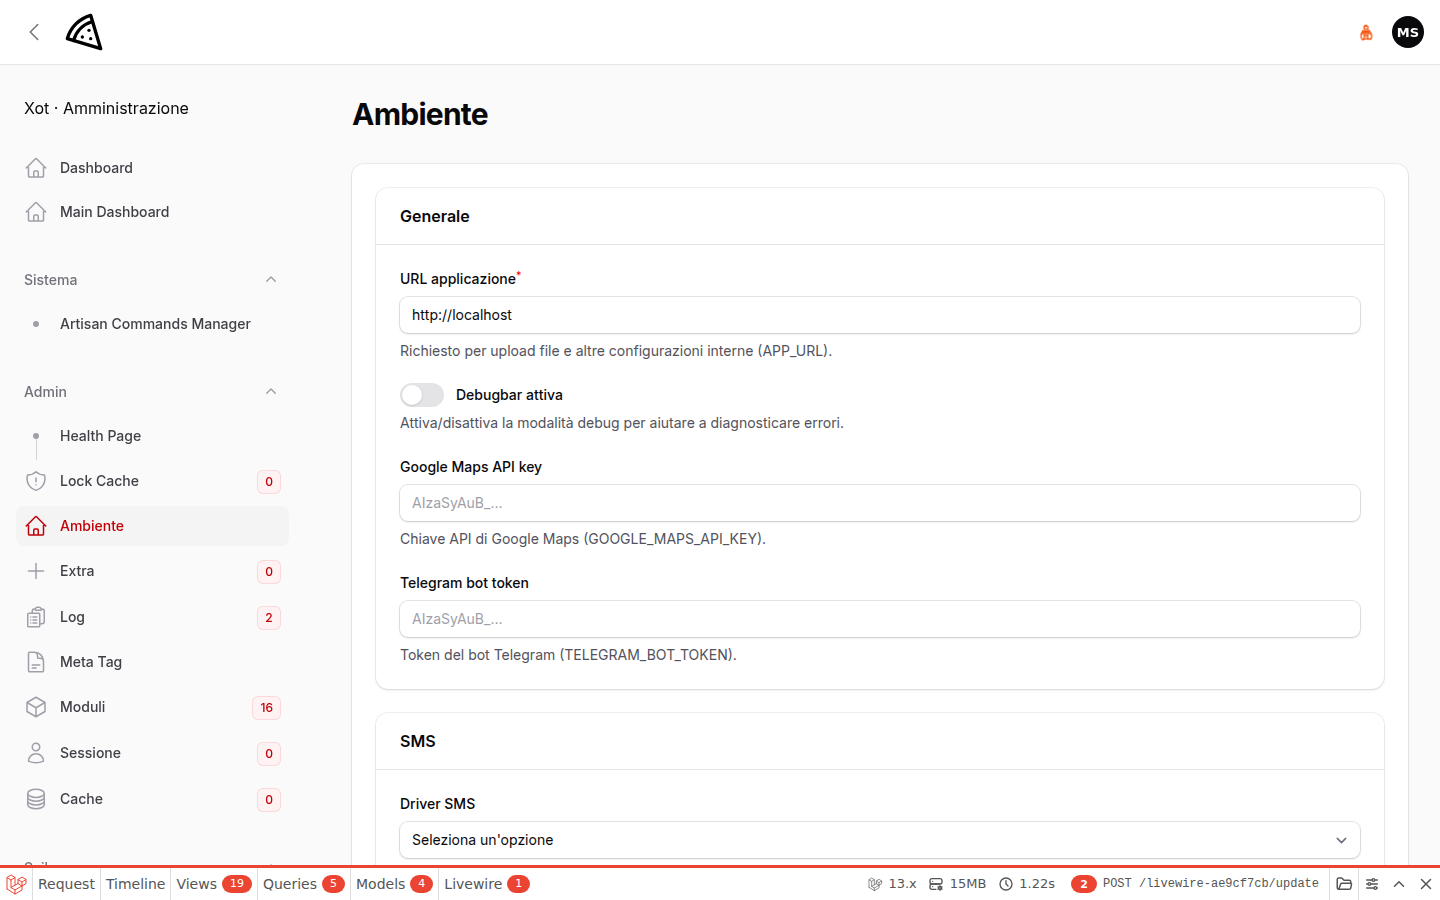 MS
Xot · Amministrazione
Dashboard
Main Dashboard
Sistema
Artisan Commands Manager
Admin
Health Page
Lock Cache 0
Ambiente
Extra 0
Log 2
Meta Tag
Moduli 16
Sessione 0
Cache 0
Ambiente
Generale
URL applicazione*
http://localhost
Richiesto per upload file e altre configurazioni interne (APP_URL).
Debugbar attiva
Attiva/disattiva la modalità debug per aiutare a diagnosticare errori.
Google Maps API key
AIzaSyAuB_...
Chiave API di Google Maps (GOOGLE_MAPS_API_KEY).
Telegram bot token
AIzaSyAuB_...
Token del bot Telegram (TELEGRAM_BOT_TOKEN).
SMS
Driver SMS
Seleziona un'opzione
Request Timeline Views 19 Queries 5 Models 4 Livewire 1 13.x 15MB 1.22s 2 POST /livewire-ae9cf7cb/update